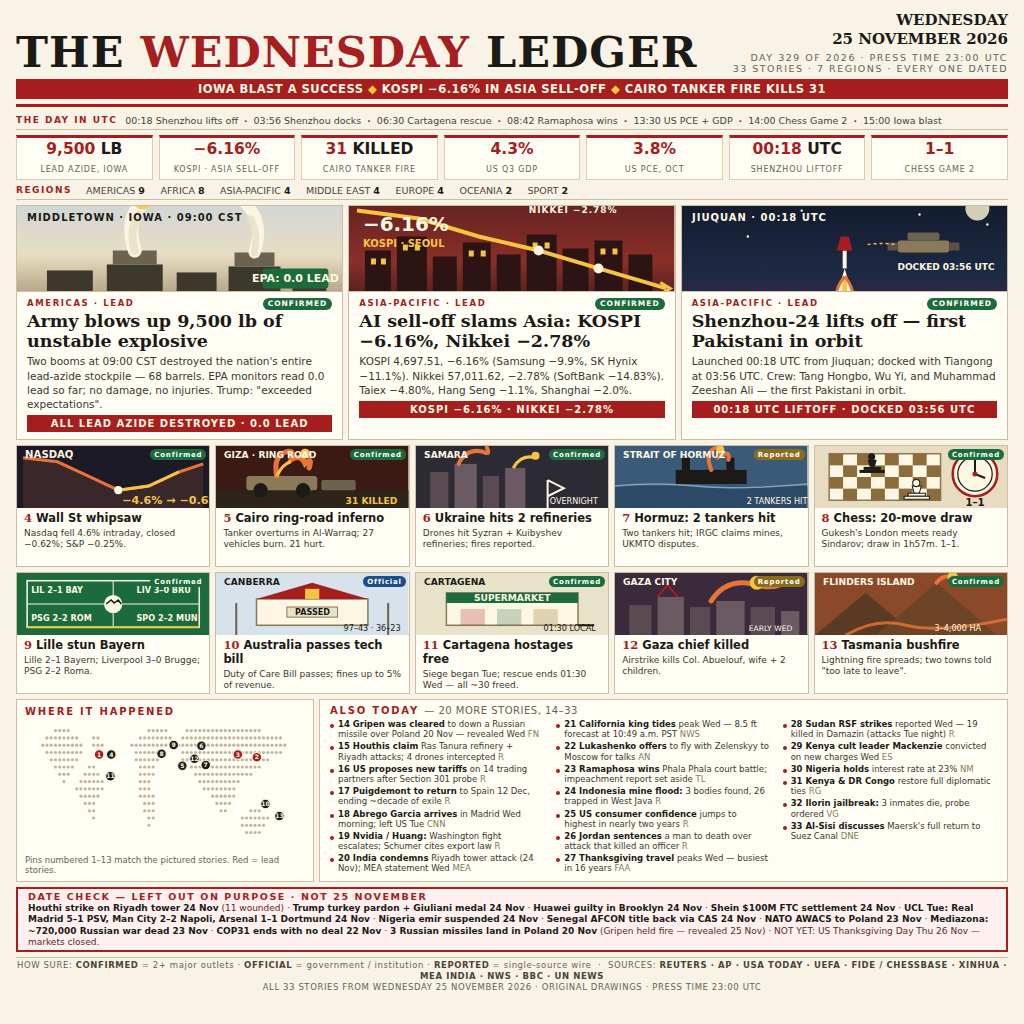 THE WEDNESDAY LEDGER
WEDNESDAY
25 NOVEMBER 2026
DAY 329 OF 2026 · PRESS TIME 23:00 UTC
33 STORIES · 7 REGIONS · EVERY ONE DATED
IOWA BLAST A SUCCESS ◆ KOSPI −6.16% IN ASIA SELL-OFF ◆ CAIRO TANKER FIRE KILLS 31
THE DAY IN UTC 00:18 Shenzhou lifts off · 03:56 Shenzhou docks · 06:30 Cartagena rescue · 08:42 Ramaphosa wins · 13:30 US PCE + GDP · 14:00 Chess Game 2 · 15:00 Iowa blast
9,500 LB
LEAD AZIDE, IOWA
−6.16%
KOSPI · ASIA SELL-OFF
31 KILLED
CAIRO TANKER FIRE
4.3%
US Q3 GDP
3.8%
US PCE, OCT
00:18 UTC
SHENZHOU LIFTOFF
1–1
CHESS GAME 2
REGIONS AMERICAS 9 AFRICA 8 ASIA-PACIFIC 4 MIDDLE EAST 4 EUROPE 4 OCEANIA 2 SPORT 2
MIDDLETOWN · IOWA · 09:00 CST
EPA: 0.0 LEAD
AMERICAS · LEAD
CONFIRMED
Army blows up 9,500 lb of
unstable explosive
Two booms at 09:00 CST destroyed the nation's entire
lead-azide stockpile — 68 barrels. EPA monitors read 0.0
lead so far; no damage, no injuries. Trump: "exceeded
expectations".
ALL LEAD AZIDE DESTROYED · 0.0 LEAD
NIKKEI −2.78%
−6.16%
KOSPI · SEOUL
ASIA-PACIFIC · LEAD
CONFIRMED
AI sell-off slams Asia: KOSPI
−6.16%, Nikkei −2.78%
KOSPI 4,697.51, −6.16% (Samsung −9.9%, SK Hynix
−11.1%). Nikkei 57,011.62, −2.78% (SoftBank −14.83%).
Taiex −4.80%, Hang Seng −1.1%, Shanghai −2.0%.
KOSPI −6.16% · NIKKEI −2.78%
JIUQUAN · 00:18 UTC
DOCKED 03:56 UTC
ASIA-PACIFIC · LEAD
CONFIRMED
Shenzhou-24 lifts off — first
Pakistani in orbit
Launched 00:18 UTC from Jiuquan; docked with Tiangong
at 03:56 UTC. Crew: Tang Hongbo, Wu Yi, and Muhammad
Zeeshan Ali — the first Pakistani in orbit.
00:18 UTC LIFTOFF · DOCKED 03:56 UTC
NASDAQ
Confirmed
−4.6% → −0.6
4 Wall St whipsaw
Nasdaq fell 4.6% intraday, closed
−0.62%; S&P −0.25%.
GIZA · RING ROAD
Confirmed
31 KILLED
5 Cairo ring-road inferno
Tanker overturns in Al-Warraq; 27
vehicles burn. 21 hurt.
SAMARA
Confirmed
OVERNIGHT
6 Ukraine hits 2 refineries
Drones hit Syzran + Kuibyshev
refineries; fires reported.
STRAIT OF HORMUZ
Reported
2 TANKERS HIT
7 Hormuz: 2 tankers hit
Two tankers hit; IRGC claims mines,
UKMTO disputes.
Confirmed
1–1
8 Chess: 20-move draw
Gukesh's London meets ready
Sindarov; draw in 1h57m. 1–1.
Confirmed
LIL 2–1 BAY
LIV 3–0 BRU
PSG 2–2 ROM
SPO 2–2 MUN
9 Lille stun Bayern
Lille 2–1 Bayern; Liverpool 3–0 Brugge;
PSG 2–2 Roma.
CANBERRA
Official
PASSED
97–43 · 36–23
10 Australia passes tech
bill
Duty of Care Bill passes; fines up to 5%
of revenue.
CARTAGENA
Confirmed
SUPERMARKET
01:30 LOCAL
11 Cartagena hostages
free
Siege began Tue; rescue ends 01:30
Wed — all ~30 freed.
GAZA CITY
Reported
EARLY WED
12 Gaza chief killed
Airstrike kills Col. Abuelouf, wife + 2
children.
FLINDERS ISLAND
Confirmed
3–4,000 HA
13 Tasmania bushfire
Lightning fire spreads; two towns told
"too late to leave".
WHERE IT HAPPENED
1 4 8 9 6 12 5 7 3 2 11 10 13
Pins numbered 1–13 match the pictured stories. Red = lead
stories.
ALSO TODAY — 20 MORE STORIES, 14–33
14 Gripen was cleared to down a Russian
missile over Poland 20 Nov — revealed Wed FN
15 Houthis claim Ras Tanura refinery +
Riyadh attacks; 4 drones intercepted R
16 US proposes new tariffs on 14 trading
partners after Section 301 probe R
17 Puigdemont to return to Spain 12 Dec,
ending ~decade of exile R
18 Abrego Garcia arrives in Madrid Wed
morning; left US Tue CNN
19 Nvidia / Huang: Washington fight
escalates; Schumer cites export law R
20 India condemns Riyadh tower attack (24
Nov); MEA statement Wed MEA
21 California king tides peak Wed — 8.5 ft
forecast at 10:49 a.m. PST NWS
22 Lukashenko offers to fly with Zelenskyy to
Moscow for talks AN
23 Ramaphosa wins Phala Phala court battle;
impeachment report set aside TL
24 Indonesia mine flood: 3 bodies found, 26
trapped in West Java R
25 US consumer confidence jumps to
highest in nearly two years R
26 Jordan sentences a man to death over
attack that killed an officer R
27 Thanksgiving travel peaks Wed — busiest
in 16 years FAA
28 Sudan RSF strikes reported Wed — 19
killed in Damazin (attacks Tue night) R
29 Kenya cult leader Mackenzie convicted
on new charges Wed ES
30 Nigeria holds interest rate at 23% NM
31 Kenya & DR Congo restore full diplomatic
ties RG
32 Ilorin jailbreak: 3 inmates die, probe
ordered VG
33 Al-Sisi discusses Maersk's full return to
Suez Canal DNE
DATE CHECK — LEFT OUT ON PURPOSE · NOT 25 NOVEMBER
Houthi strike on Riyadh tower 24 Nov (11 wounded) · Trump turkey pardon + Giuliani medal 24 Nov · Huawei guilty in Brooklyn 24 Nov · Shein $100M FTC settlement 24 Nov · UCL Tue: Real
Madrid 5–1 PSV, Man City 2–2 Napoli, Arsenal 1–1 Dortmund 24 Nov · Nigeria emir suspended 24 Nov · Senegal AFCON title back via CAS 24 Nov · NATO AWACS to Poland 23 Nov · Mediazona:
~720,000 Russian war dead 23 Nov · COP31 ends with no deal 22 Nov · 3 Russian missiles land in Poland 20 Nov (Gripen held fire — revealed 25 Nov) · NOT YET: US Thanksgiving Day Thu 26 Nov —
markets closed.
HOW SURE: CONFIRMED = 2+ major outlets · OFFICIAL = government / institution · REPORTED = single-source wire · SOURCES: REUTERS · AP · USA TODAY · UEFA · FIDE / CHESSBASE · XINHUA ·
MEA INDIA · NWS · BBC · UN NEWS
ALL 33 STORIES FROM WEDNESDAY 25 NOVEMBER 2026 · ORIGINAL DRAWINGS · PRESS TIME 23:00 UTC